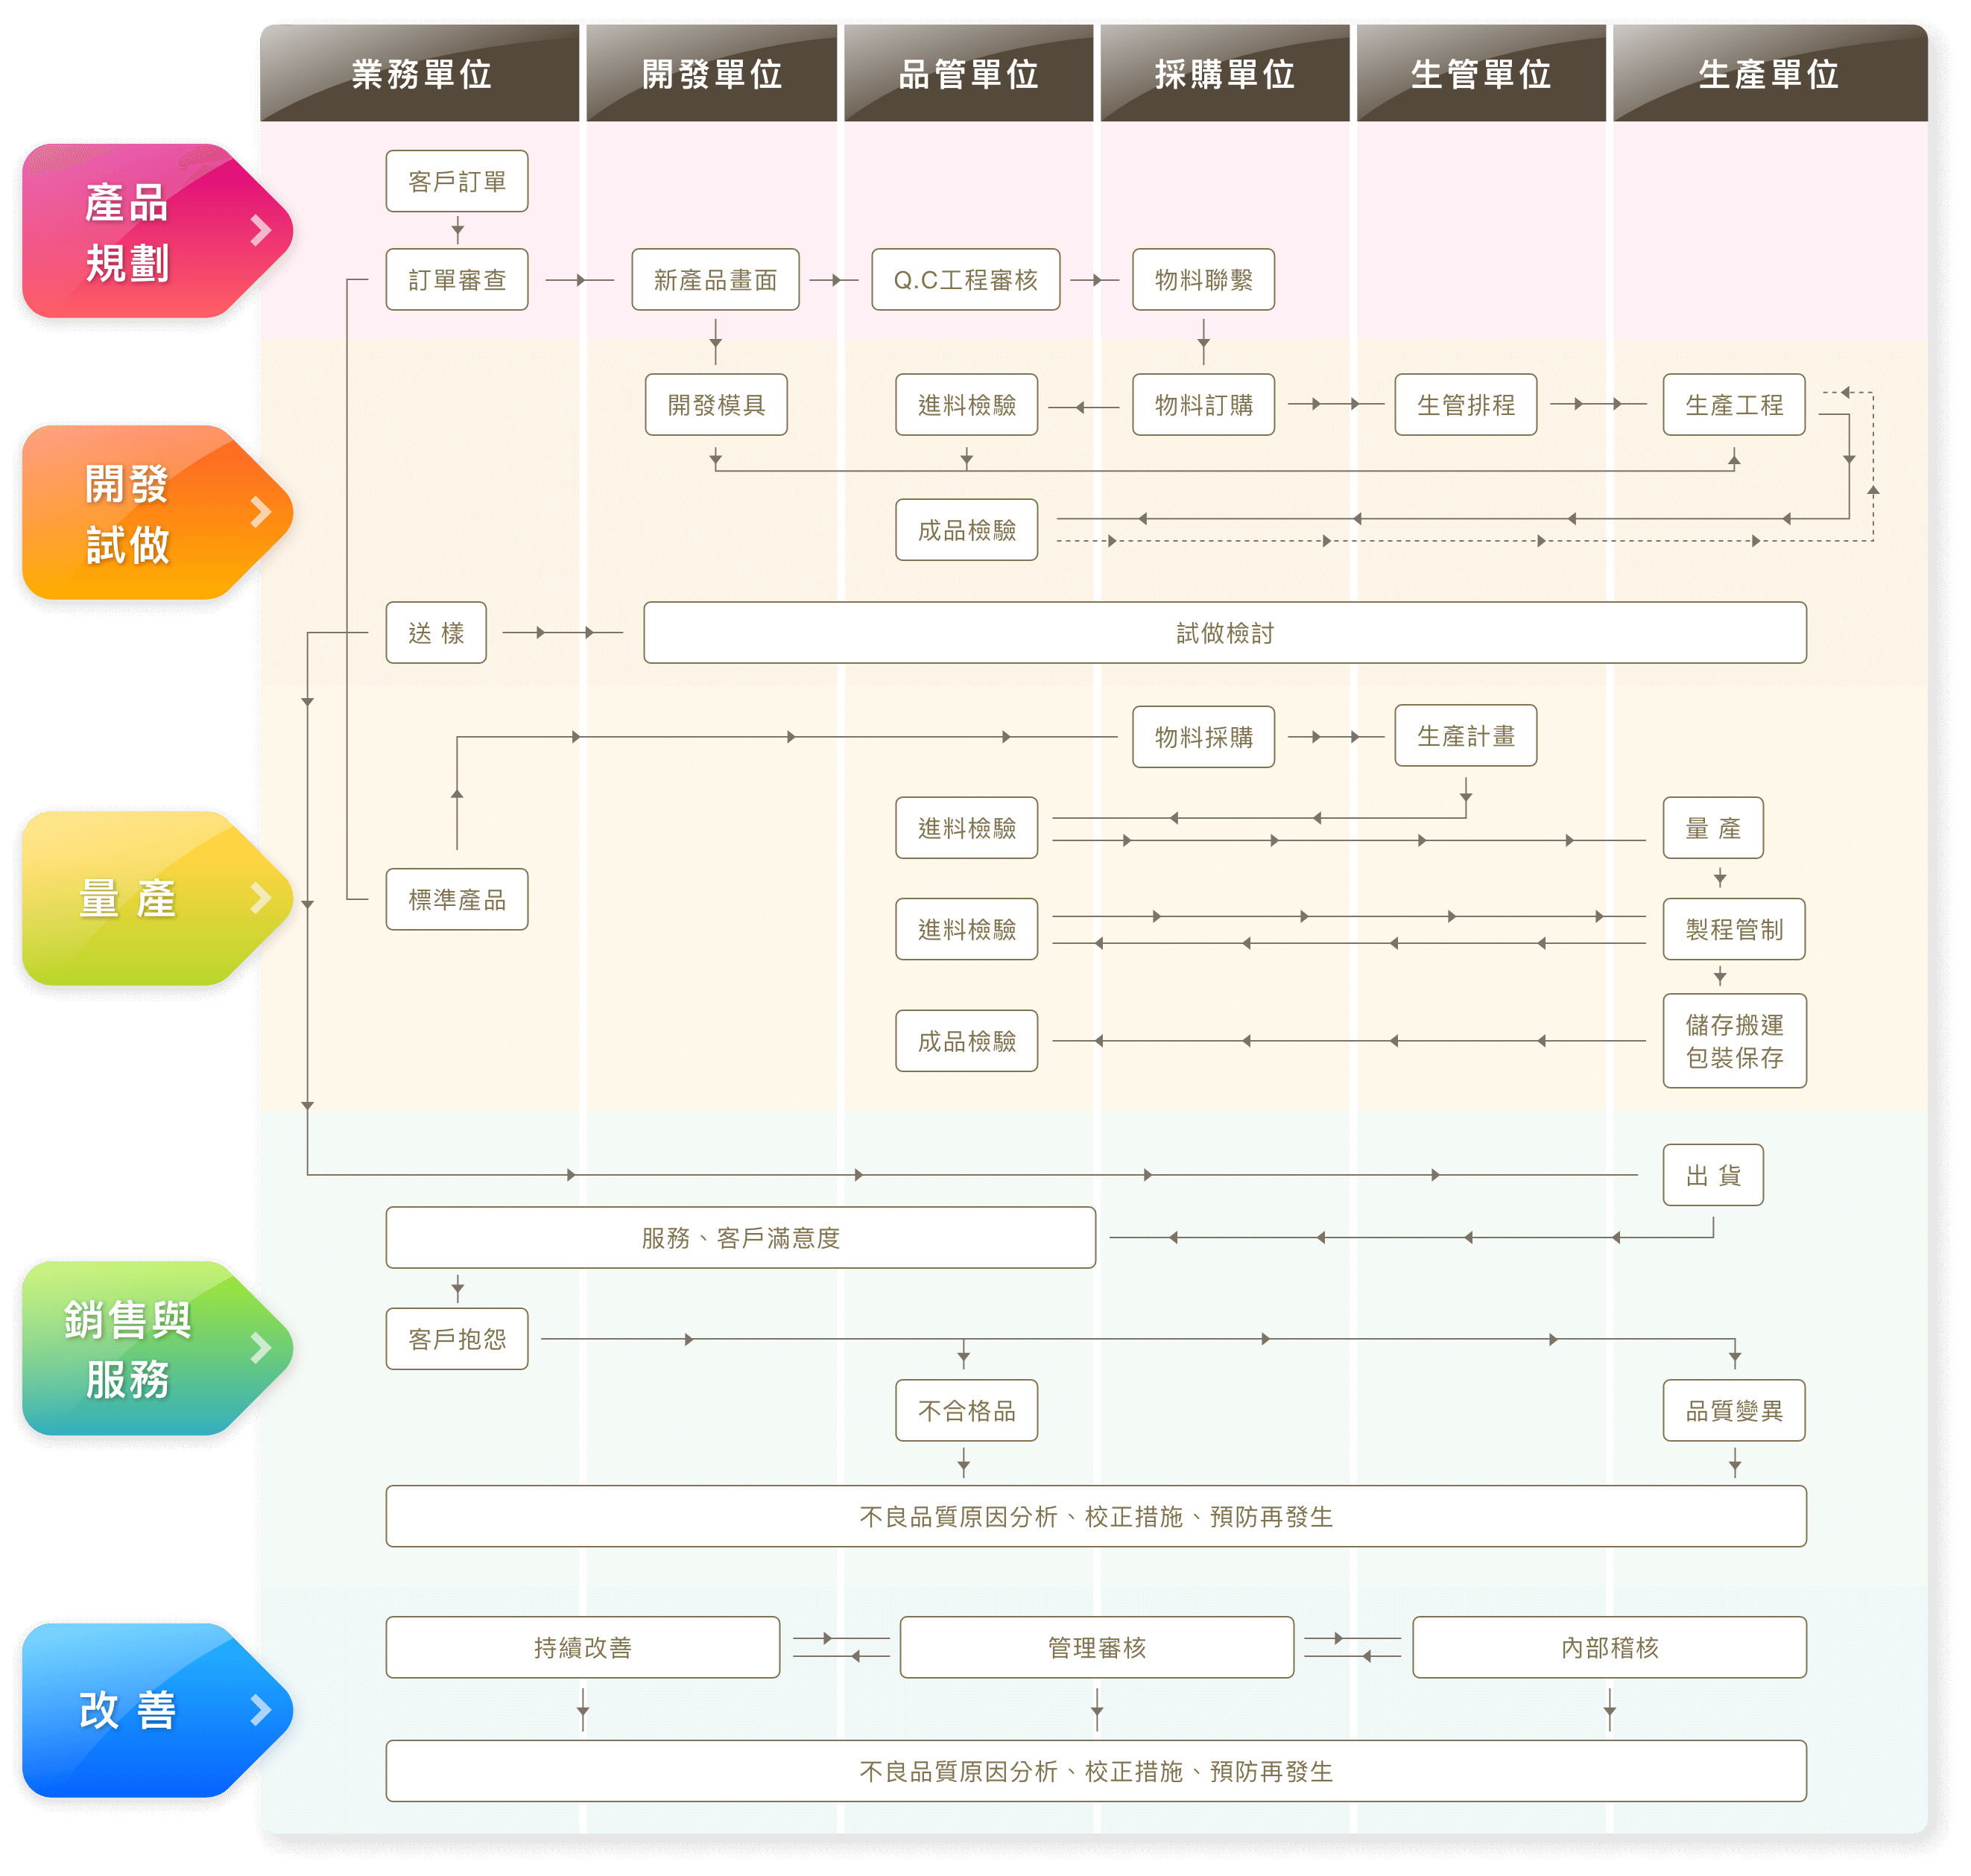 業務單位
開發單位
品管單位
採購單位
生管單位
生產單位
產品
規劃
客戶訂單
訂單審查
新產品畫面
Q.C工程審核
物料聯繫
開發
試做
開發模具
進料檢驗
物料訂購
生管排程
生產工程
成品檢驗
送 樣
試做檢討
量 產
物料採購
生產計畫
進料檢驗
量 產
標準產品
進料檢驗
製程管制
成品檢驗
儲存搬運
包裝保存
銷售與
服務
出 貨
服務、客戶滿意度
客戶抱怨
不合格品
品質變異
不良品質原因分析、校正措施、預防再發生
改 善
持續改善
管理審核
內部稽核
不良品質原因分析、校正措施、預防再發生